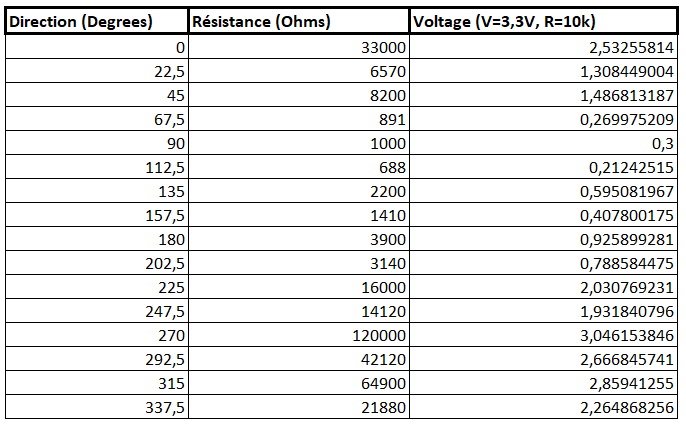 Direction (Degrees) Résistance (Ohms) Voltage (V=3,3V, R=10k)
0 33000 2,53255814
22,5 6570 1,308449004
45 8200 1,486813187
67,5 891 0,269975209
90 1000 0,3
112,5 688 0,21242515
135 2200 0,595081967
157,5 1410 0,407800175
180 3900 0,925899281
202,5 3140 0,788584475
225 16000 2,030769231
247,5 14120 1,931840796
270 120000 3,046153846
292,5 42120 2,666845741
315 64900 2,85941255
337,5 21880 2,264868256